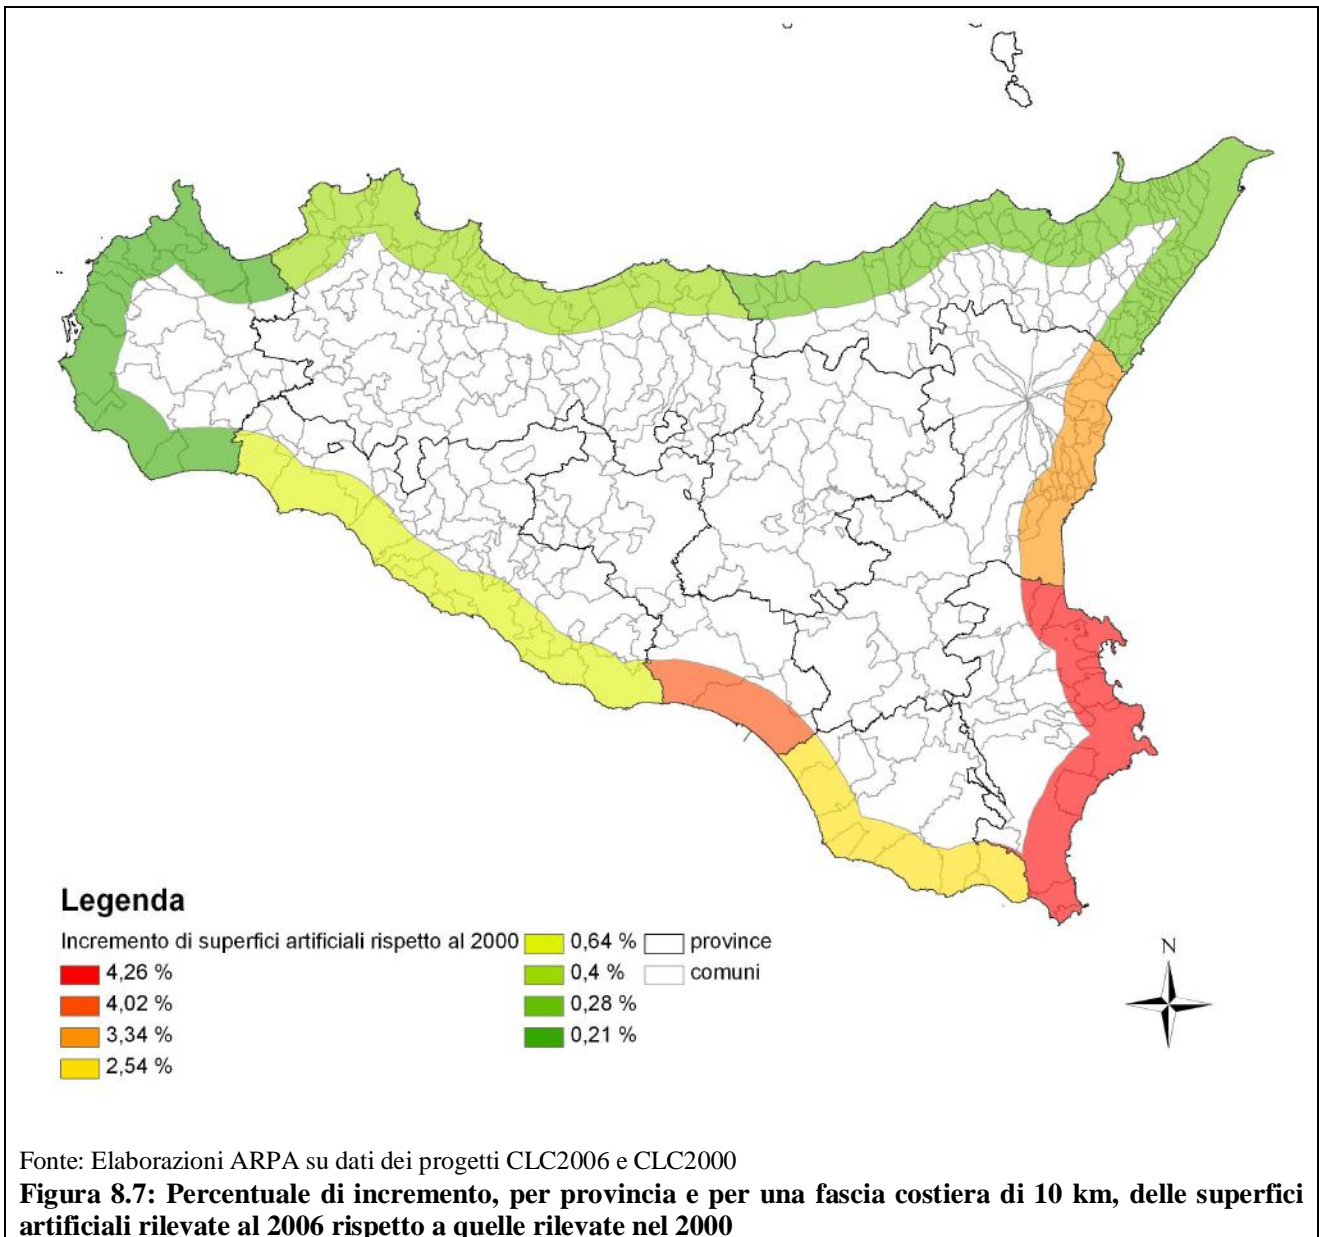 Legenda
Incremento di superfici artificiali rispetto al 2000
4,26 %
4,02 %
3,34 %
2,54 %
0,64 %
0,4 %
0,28 %
0,21 %
province
comuni
N
Fonte: Elaborazioni ARPA su dati dei progetti CLC2006 e CLC2000
Figura 8.7: Percentuale di incremento, per provincia e per una fascia costiera di 10 km, delle superfici
artificiali rilevate al 2006 rispetto a quelle rilevate nel 2000